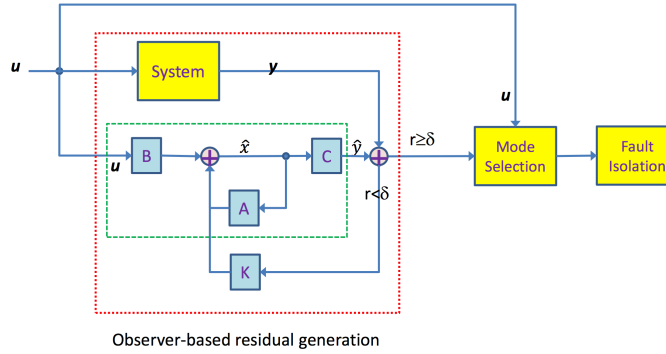 u
System
y
u
r≥δ
Mode
Selection
Fault
Isolation
u
B
x̂
C
ŷ
r<δ
A
K
Observer-based residual generation